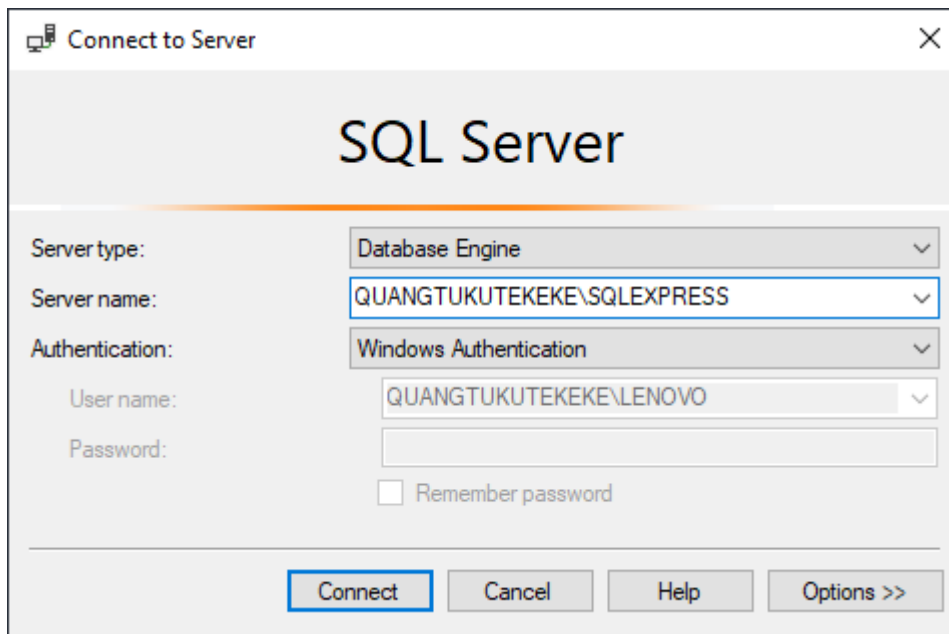 Connect to Server
SQL Server
Server type: Database Engine
Server name: QUANGTUKUTEKEKE\SQLEXPRESS
Authentication: Windows Authentication
User name: QUANGTUKUTEKEKE\LENOVO
Password:
Remember password
Connect Cancel Help Options >>